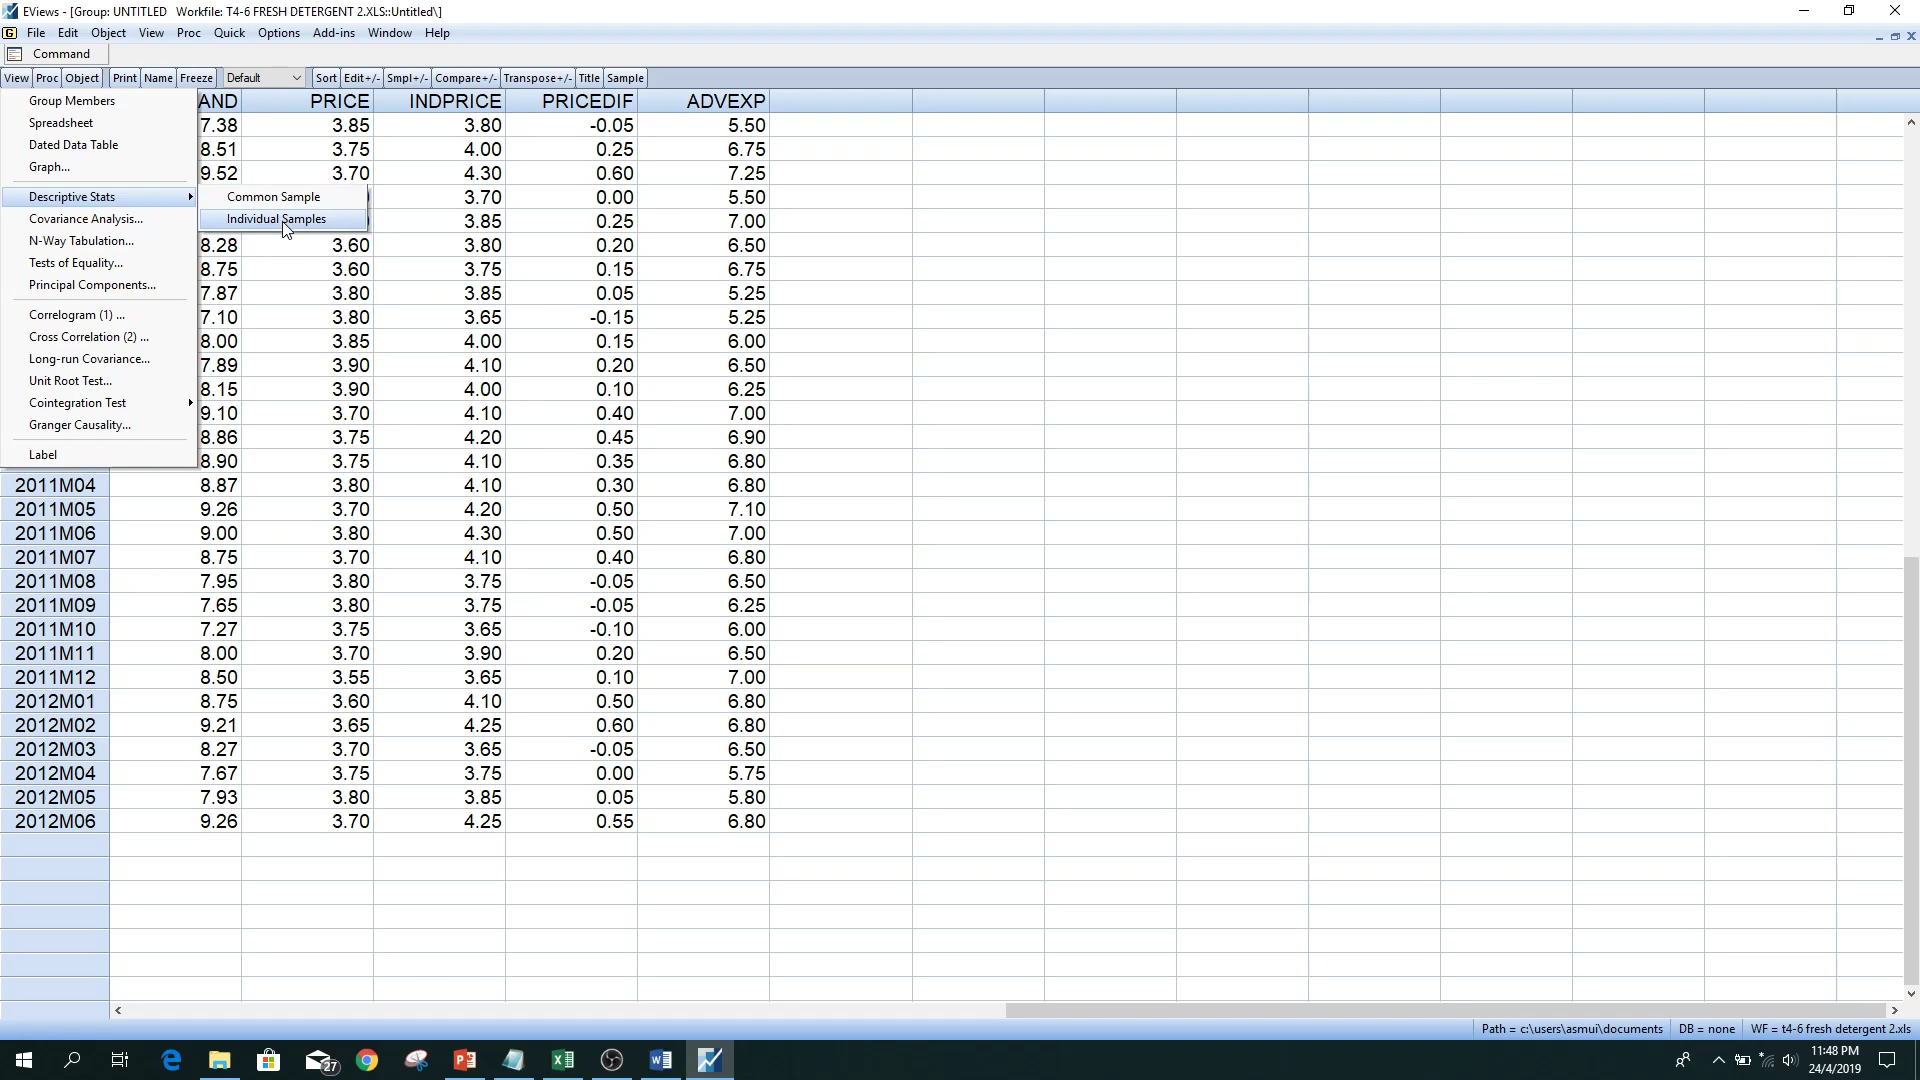 EViews - [Group: UNTITLED   Workfile: T4-6 FRESH DETERGENT 2.XLS::Untitled\]
File Edit Object View Proc Quick Options Add-ins Window Help
Command
View Proc Object Print Name Freeze Default Sort Edit+/- Smpl+/- Compare+/- Transpose+/- Title Sample
Group Members
Spreadsheet
Dated Data Table
Graph...
Descriptive Stats
Covariance Analysis...
N-Way Tabulation...
Tests of Equality...
Principal Components...
Correlogram (1) ...
Cross Correlation (2) ...
Long-run Covariance...
Unit Root Test...
Cointegration Test
Granger Causality...
Label
Common Sample
Individual Samples
AND PRICE INDPRICE PRICEDIF ADVEXP
7.38 3.85 3.80 -0.05 5.50
8.51 3.75 4.00 0.25 6.75
9.52 3.70 4.30 0.60 7.25
3.70 0.00 5.50
3.85 0.25 7.00
8.28 3.60 3.80 0.20 6.50
8.75 3.60 3.75 0.15 6.75
7.87 3.80 3.85 0.05 5.25
7.10 3.80 3.65 -0.15 5.25
8.00 3.85 4.00 0.15 6.00
7.89 3.90 4.10 0.20 6.50
8.15 3.90 4.00 0.10 6.25
9.10 3.70 4.10 0.40 7.00
8.86 3.75 4.20 0.45 6.90
8.90 3.75 4.10 0.35 6.80
2011M04 8.87 3.80 4.10 0.30 6.80
2011M05 9.26 3.70 4.20 0.50 7.10
2011M06 9.00 3.80 4.30 0.50 7.00
2011M07 8.75 3.70 4.10 0.40 6.80
2011M08 7.95 3.80 3.75 -0.05 6.50
2011M09 7.65 3.80 3.75 -0.05 6.25
2011M10 7.27 3.75 3.65 -0.10 6.00
2011M11 8.00 3.70 3.90 0.20 6.50
2011M12 8.50 3.55 3.65 0.10 7.00
2012M01 8.75 3.60 4.10 0.50 6.80
2012M02 9.21 3.65 4.25 0.60 6.80
2012M03 8.27 3.70 3.65 -0.05 6.50
2012M04 7.67 3.75 3.75 0.00 5.75
2012M05 7.93 3.80 3.85 0.05 5.80
2012M06 9.26 3.70 4.25 0.55 6.80
Path = c:\users\asmui\documents DB = none WF = t4-6 fresh detergent 2.xls
27
11:48 PM
24/4/2019